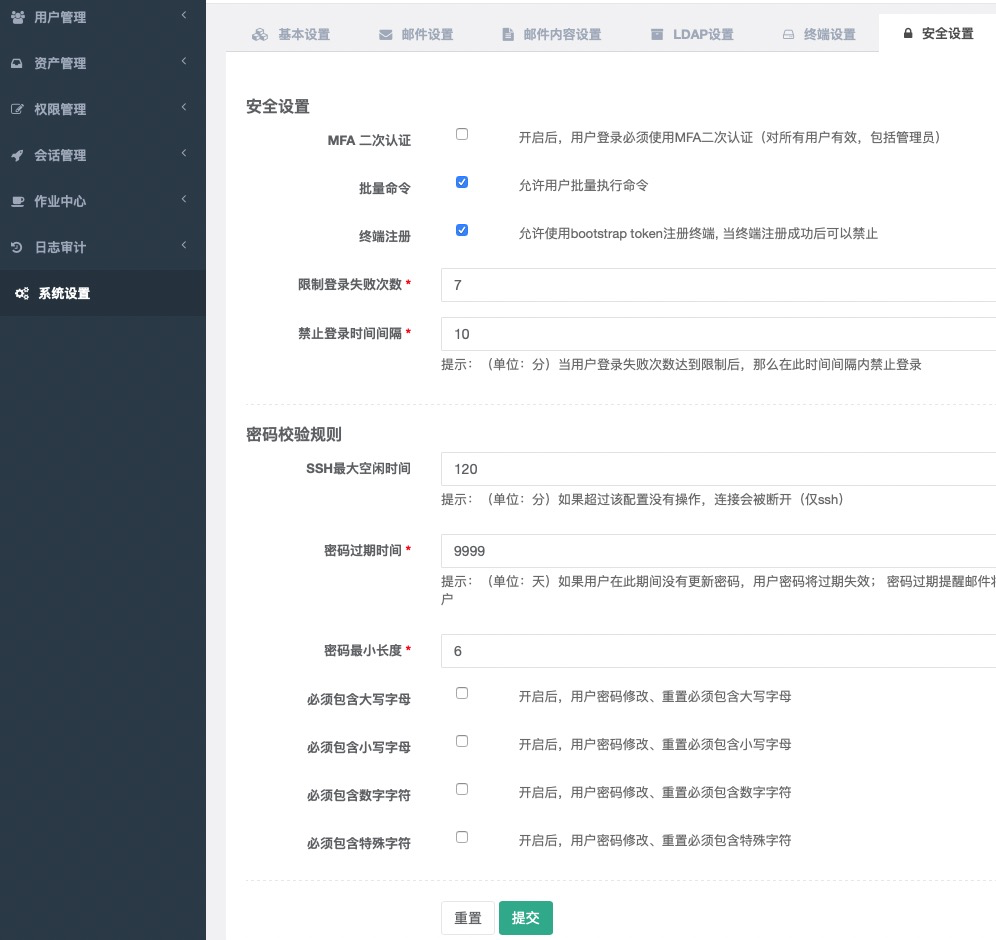 用户管理
资产管理
权限管理
会话管理
作业中心
日志审计
系统设置
基本设置
邮件设置
邮件内容设置
LDAP设置
终端设置
安全设置
安全设置
MFA 二次认证
开启后，用户登录必须使用MFA二次认证（对所有用户有效，包括管理员）
批量命令
允许用户批量执行命令
终端注册
允许使用bootstrap token注册终端, 当终端注册成功后可以禁止
限制登录失败次数*
7
禁止登录时间间隔*
10
提示：（单位：分）当用户登录失败次数达到限制后，那么在此时间间隔内禁止登录
密码校验规则
SSH最大空闲时间
120
提示：（单位：分）如果超过该配置没有操作，连接会被断开（仅ssh）
密码过期时间*
9999
提示：（单位：天）如果用户在此期间没有更新密码，用户密码将过期失效； 密码过期提醒邮件将
户
密码最小长度*
6
必须包含大写字母
开启后，用户密码修改、重置必须包含大写字母
必须包含小写字母
开启后，用户密码修改、重置必须包含小写字母
必须包含数字字符
开启后，用户密码修改、重置必须包含数字字符
必须包含特殊字符
开启后，用户密码修改、重置必须包含特殊字符
重置
提交